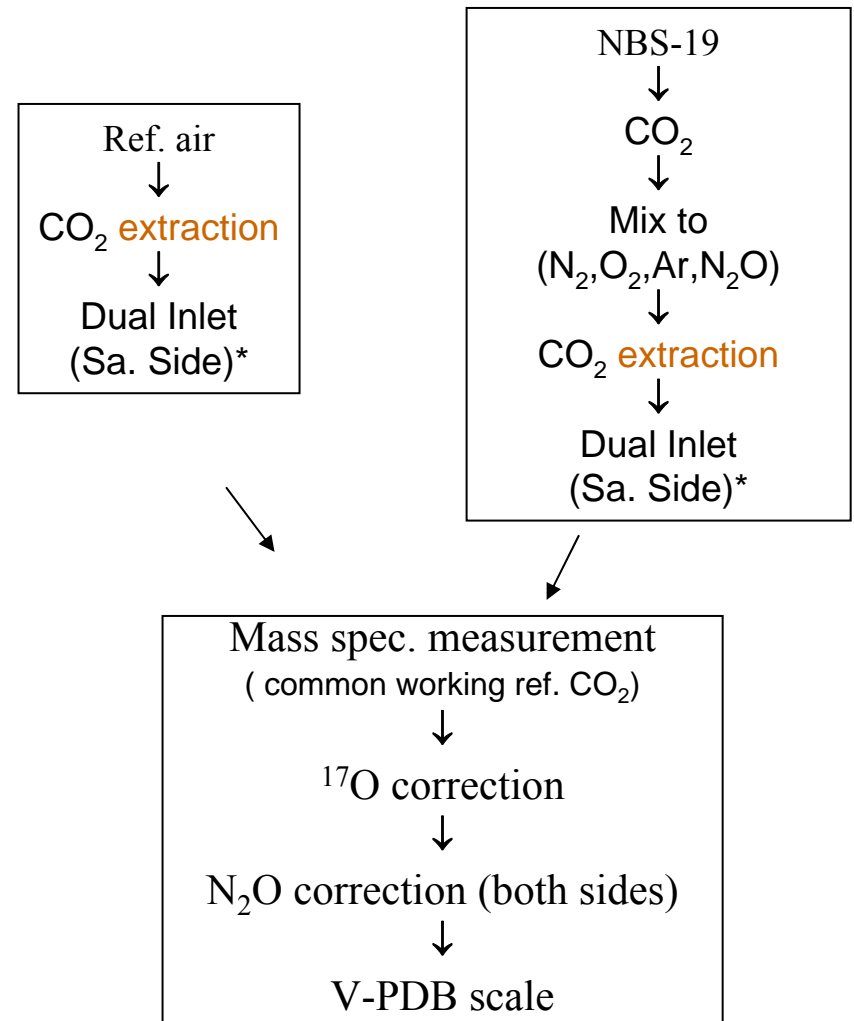 Ref. air
↓
CO₂ extraction
↓
Dual Inlet
(Sa. Side)*
NBS-19
↓
CO₂
↓
Mix to
(N₂,O₂,Ar,N₂O)
↓
CO₂ extraction
↓
Dual Inlet
(Sa. Side)*
Mass spec. measurement
( common working ref. CO₂)
↓
¹⁷O correction
↓
N₂O correction (both sides)
↓
V-PDB scale